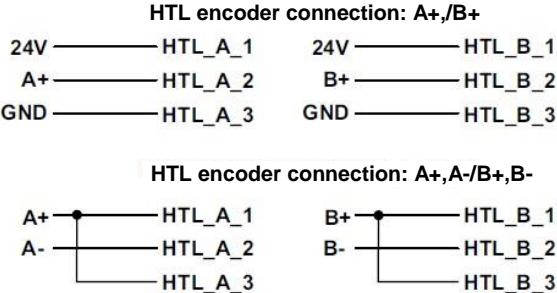 HTL encoder connection: A+,/B+
24V HTL_A_1 24V HTL_B_1
A+ HTL_A_2 B+ HTL_B_2
GND HTL_A_3 GND HTL_B_3
HTL encoder connection: A+,A-/B+,B-
A+ HTL_A_1 B+ HTL_B_1
A- HTL_A_2 B- HTL_B_2
HTL_A_3 HTL_B_3